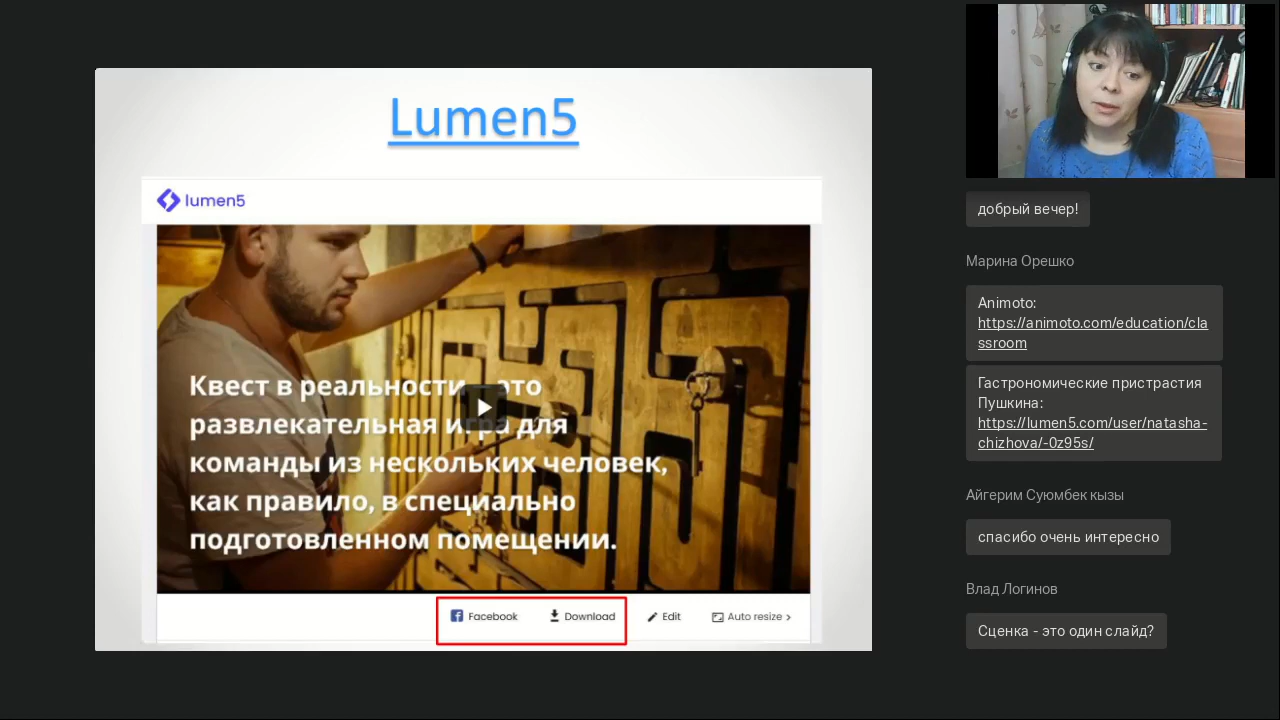 Lumen5
lumen5
Квест в реальности это
развлекательная игра для
команды из нескольких человек,
как правило, в специально
подготовленном помещении.
Facebook
Download
Edit
Auto resize >
добрый вечер!
Марина Орешко
Animoto:
https://animoto.com/education/cla
ssroom
Гастрономические пристрастия
Пушкина:
https://lumen5.com/user/natasha-
chizhova/-0z95s/
Айгерим Суюмбек кызы
спасибо очень интересно
Влад Логинов
Сценка - это один слайд?